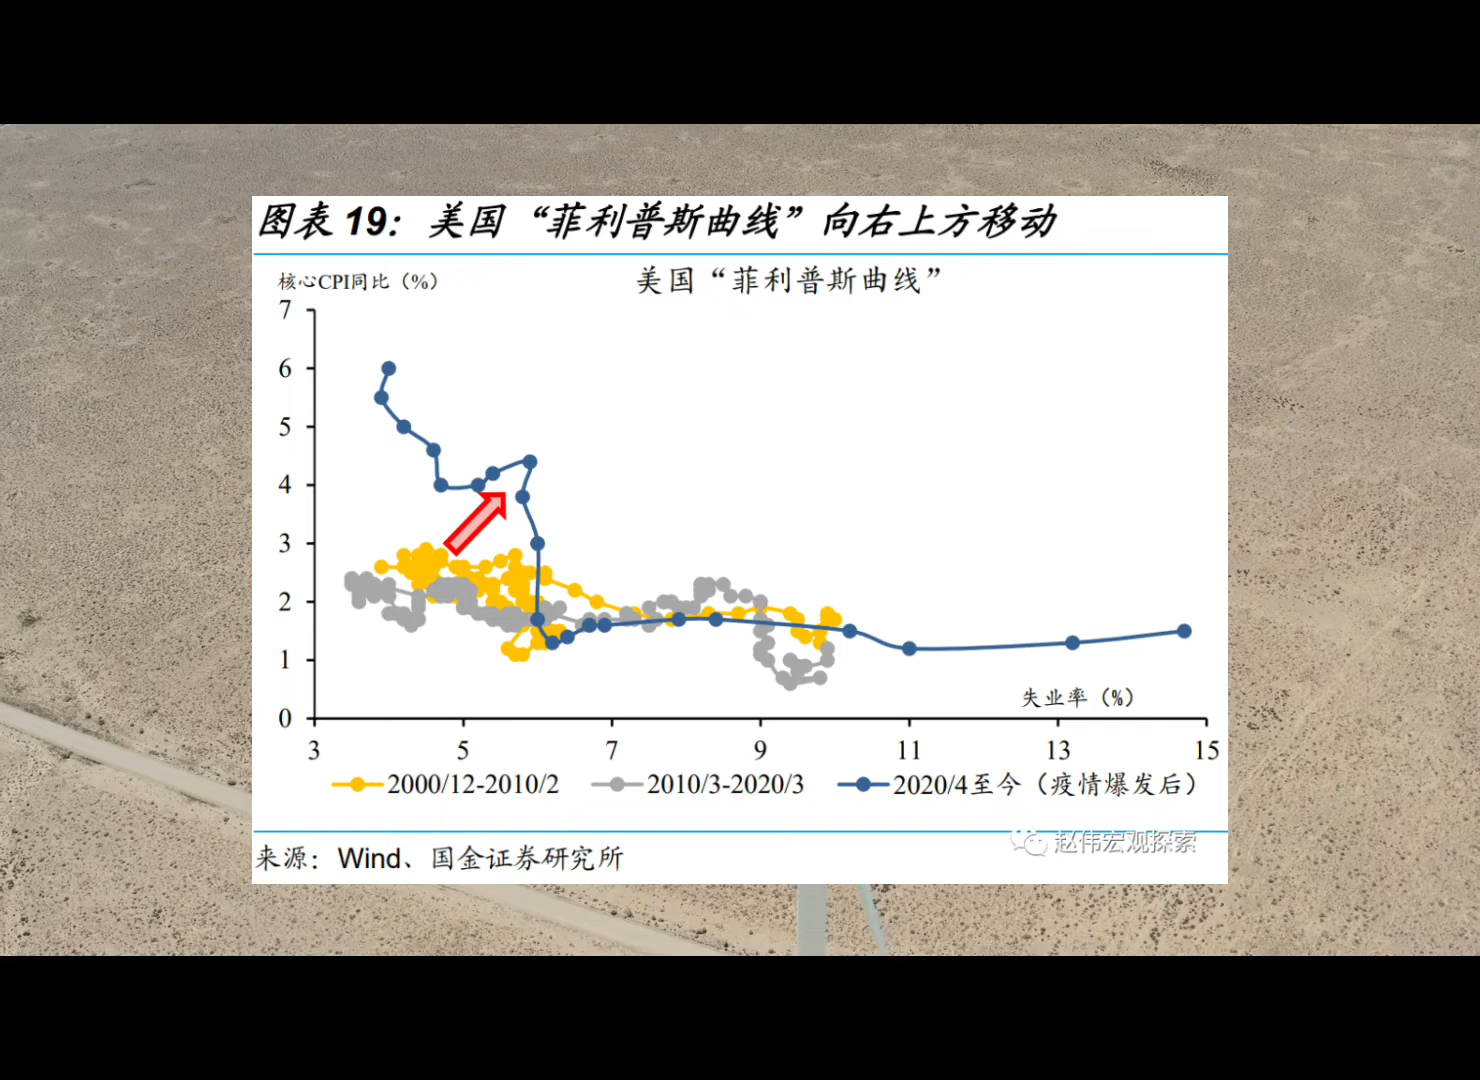 图表 19：美国“菲利普斯曲线”向右上方移动
核心CPI同比（%）
美国“菲利普斯曲线”
7
6
5
4
3
2
1
0
失业率（%）
3 5 7 9 11 13 15
2000/12-2010/2 2010/3-2020/3 2020/4至今（疫情爆发后）
赵伟宏观探索
来源：Wind、国金证券研究所